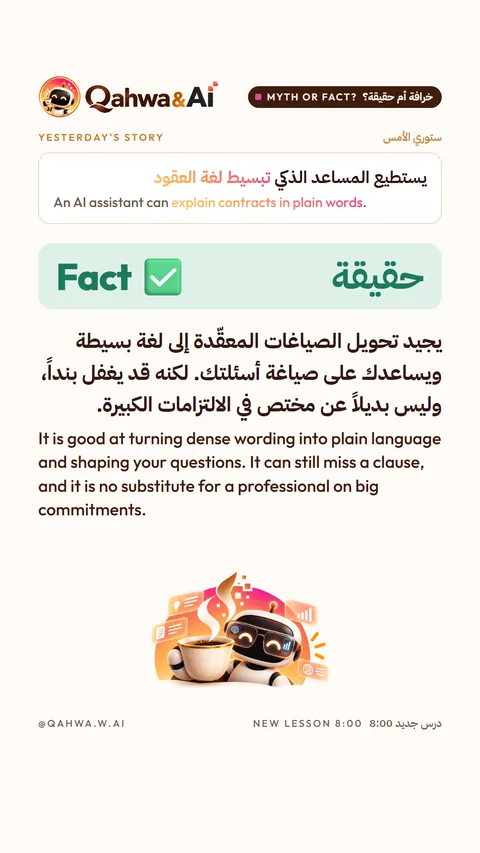 Qahwa&Ai
MYTH OR FACT? خرافة أم حقيقة؟
YESTERDAY'S STORY
ستوري الأمس
يستطيع المساعد الذكي تبسيط لغة العقود
An AI assistant can explain contracts in plain words.
Fact ✅
حقيقة
يجيد تحويل الصياغات المعقّدة إلى لغة بسيطة
ويساعدك على صياغة أسئلتك. لكنه قد يغفل بنداً،
وليس بديلاً عن مختص في الالتزامات الكبيرة.
It is good at turning dense wording into plain language
and shaping your questions. It can still miss a clause,
and it is no substitute for a professional on big
commitments.
@QAHWA.W.AI
NEW LESSON 8:00 درس جديد 8:00